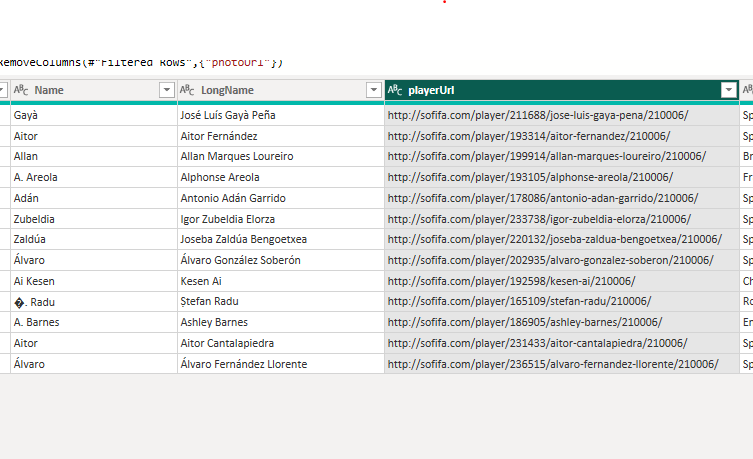 RemoveColumns(#"Filtered Rows",{"photoUrl"})
ABC Name ABC LongName ABC playerUrl ABC
Gayà José Luís Gayà Peña http://sofifa.com/player/211688/jose-luis-gaya-pena/210006/ Sp
Aitor Aitor Fernández http://sofifa.com/player/193314/aitor-fernandez/210006/ Sp
Allan Allan Marques Loureiro http://sofifa.com/player/199914/allan-marques-loureiro/210006/ Br
A. Areola Alphonse Areola http://sofifa.com/player/193105/alphonse-areola/210006/ Fr
Adán Antonio Adán Garrido http://sofifa.com/player/178086/antonio-adan-garrido/210006/ Sp
Zubeldia Igor Zubeldia Elorza http://sofifa.com/player/233738/igor-zubeldia-elorza/210006/ Sp
Zaldúa Joseba Zaldúa Bengoetxea http://sofifa.com/player/220132/joseba-zaldua-bengoetxea/210006/ Sp
Álvaro Álvaro González Soberón http://sofifa.com/player/202935/alvaro-gonzalez-soberon/210006/ Sp
Ai Kesen Kesen Ai http://sofifa.com/player/192598/kesen-ai/210006/ Ch
�. Radu Ștefan Radu http://sofifa.com/player/165109/stefan-radu/210006/ Ro
A. Barnes Ashley Barnes http://sofifa.com/player/186905/ashley-barnes/210006/ En
Aitor Aitor Cantalapiedra http://sofifa.com/player/231433/aitor-cantalapiedra/210006/ Sp
Álvaro Álvaro Fernández Llorente http://sofifa.com/player/236515/alvaro-fernandez-llorente/210006/ Sp